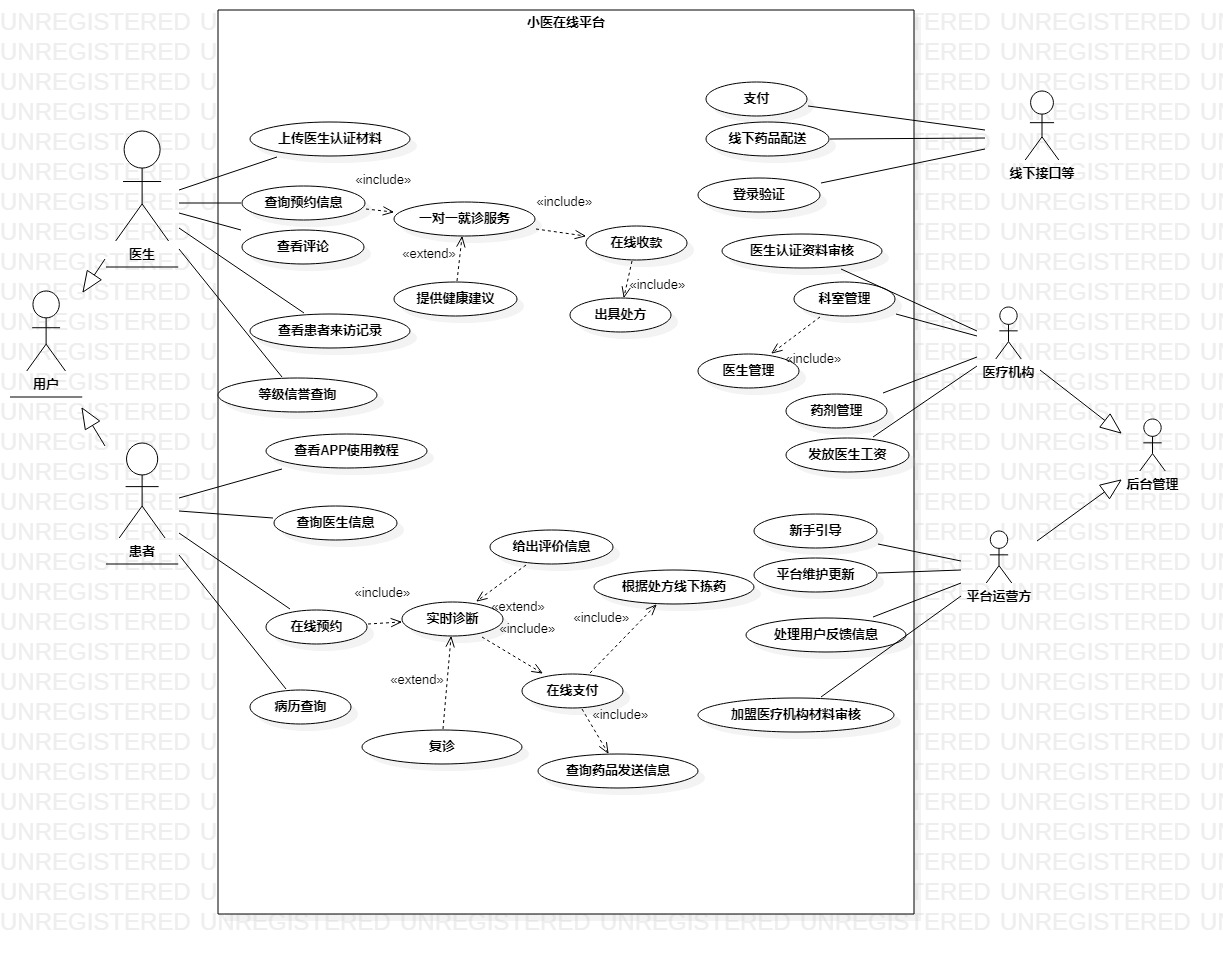 小医在线平台
支付
上传医生认证材料
线下药品配送
线下接口等
«include»
查询预约信息
«include»
登录验证
一对一就诊服务
查看评论
在线收款
医生认证资料审核
医生
«extend»
提供健康建议
«include»
科室管理
出具处方
查看患者来访记录
«include»
医生管理
医疗机构
用户
等级信誉查询
药剂管理
查看APP使用教程
发放医生工资
后台管理
查询医生信息
新手引导
患者
给出评价信息
平台维护更新
根据处方线下拣药
平台运营方
«include»
«extend»
«include»
实时诊断
在线预约
«include»
处理用户反馈信息
«extend»
在线支付
病历查询
«include»
加盟医疗机构材料审核
复诊
查询药品发送信息
UNREGISTERED